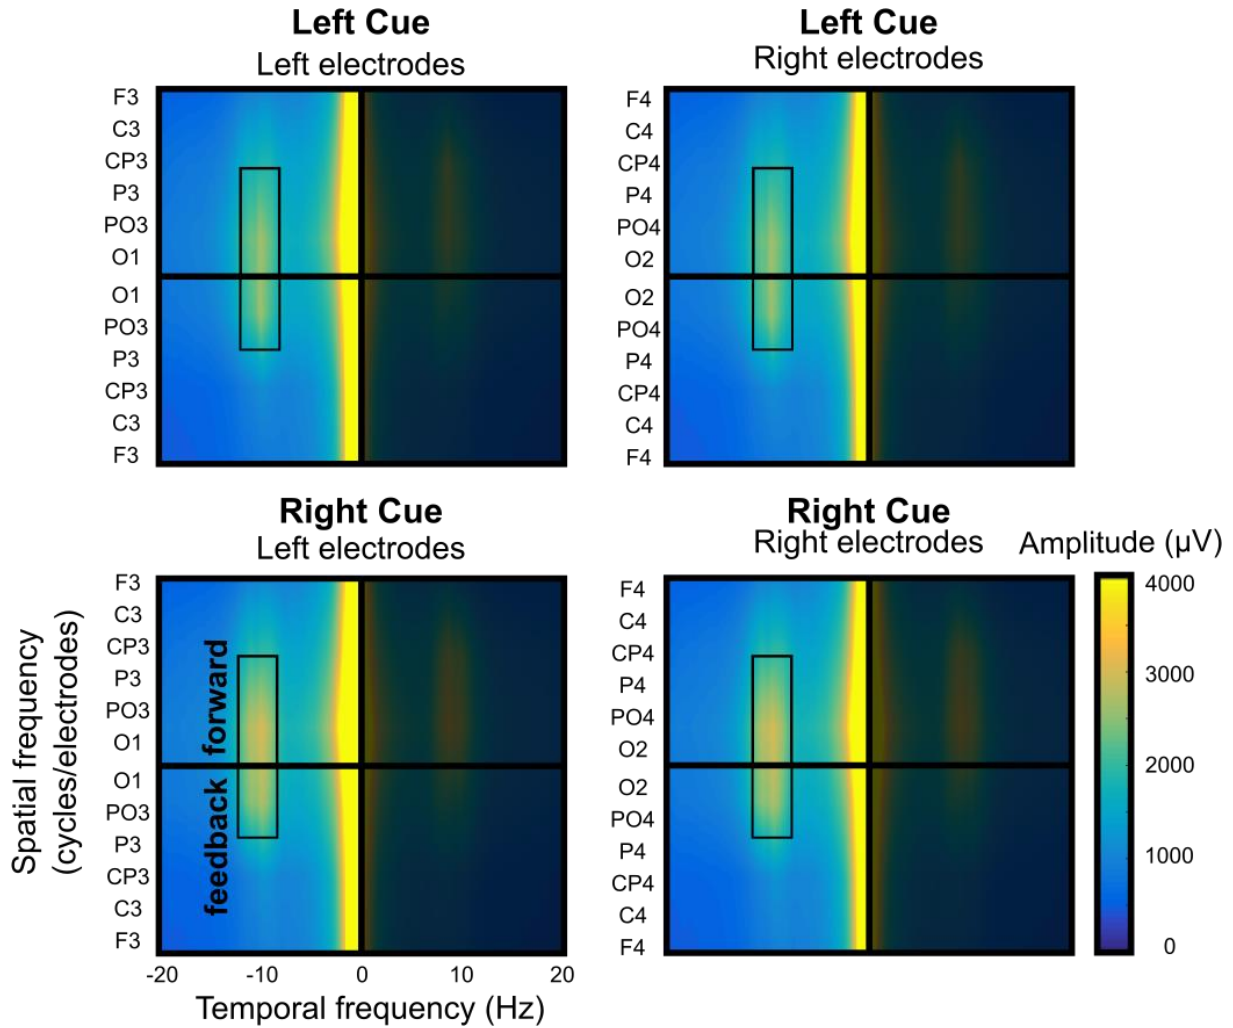 Left Cue
Left electrodes
F3
C3
CP3
P3
PO3
O1
O1
PO3
P3
CP3
C3
F3
Left Cue
Right electrodes
F4
C4
CP4
P4
PO4
O2
O2
PO4
P4
CP4
C4
F4
Right Cue
Left electrodes
Spatial frequency
(cycles/electrodes)
F3
C3
CP3
P3
PO3
O1
O1
PO3
P3
CP3
C3
F3
forward
feedback
-20 -10 0 10 20
Temporal frequency (Hz)
Right Cue
Right electrodes
F4
C4
CP4
P4
PO4
O2
O2
PO4
P4
CP4
C4
F4
Amplitude (μV)
4000
3000
2000
1000
0